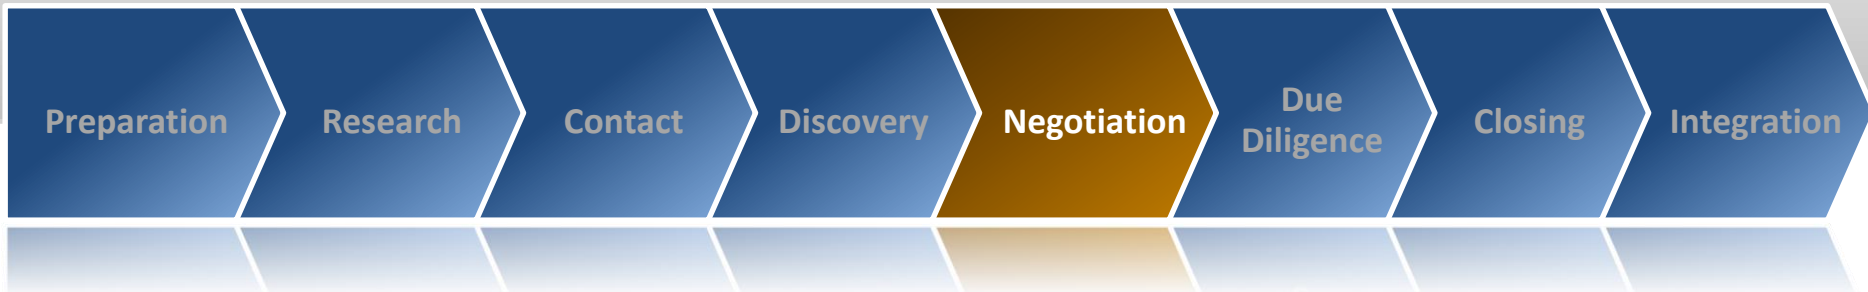 Preparation
Research
Contact
Discovery
Negotiation
Due
Diligence
Closing
Integration